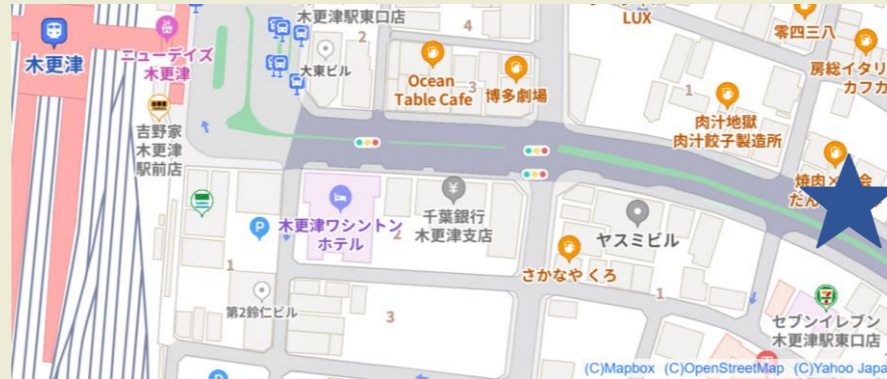 木更津駅東口店
LUX
零四三八
木更津
ニューデイズ
木更津
2
4
大東ビル
房総イタリ
カフカ
Ocean
Table Cafe
3
博多劇場
1
肉汁地獄
肉汁餃子製造所
吉野家
木更津
駅前店
焼肉×
会
だん
木更津ワシントン
ホテル
千葉銀行
木更津支店
2
ヤスミビル
さかなや くろ
1
1
第2鈴仁ビル
3
セブンイレブン
木更津駅東口店
(C)Mapbox (C)OpenStreetMap (C)Yahoo Japa